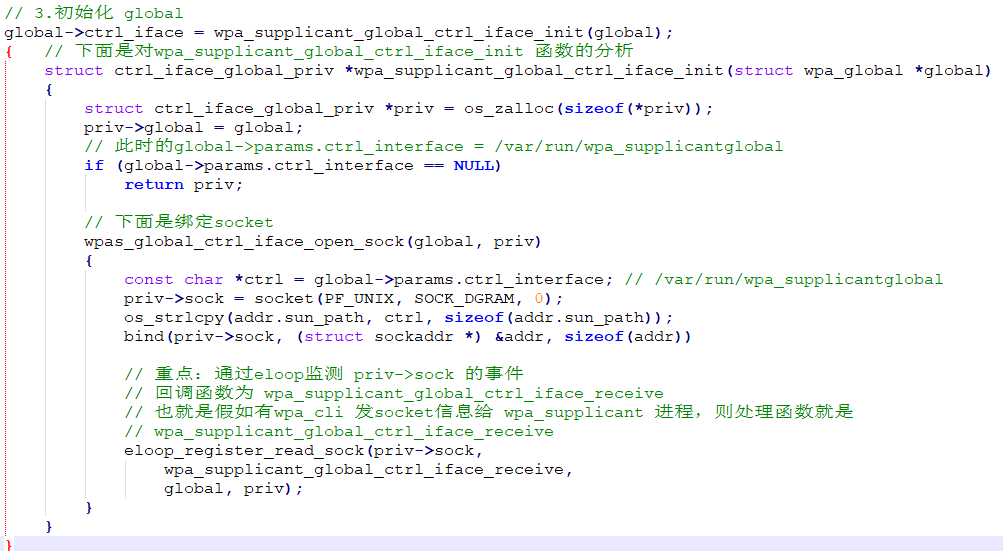 // 3.初始化 global
global->ctrl_iface = wpa_supplicant_global_ctrl_iface_init(global);
{   // 下面是对wpa_supplicant_global_ctrl_iface_init 函数的分析
    struct ctrl_iface_global_priv *wpa_supplicant_global_ctrl_iface_init(struct wpa_global *global)
    {
        struct ctrl_iface_global_priv *priv = os_zalloc(sizeof(*priv));
        priv->global = global;
        // 此时的global->params.ctrl_interface = /var/run/wpa_supplicantglobal
        if (global->params.ctrl_interface == NULL)
            return priv;

        // 下面是绑定socket
        wpas_global_ctrl_iface_open_sock(global, priv)
        {
            const char *ctrl = global->params.ctrl_interface; // /var/run/wpa_supplicantglobal
            priv->sock = socket(PF_UNIX, SOCK_DGRAM, 0);
            os_strlcpy(addr.sun_path, ctrl, sizeof(addr.sun_path));
            bind(priv->sock, (struct sockaddr *) &addr, sizeof(addr))

            // 重点：通过eloop监测 priv->sock 的事件
            // 回调函数为 wpa_supplicant_global_ctrl_iface_receive
            // 也就是假如有wpa_cli 发socket信息给 wpa_supplicant 进程，则处理函数就是
            // wpa_supplicant_global_ctrl_iface_receive
            eloop_register_read_sock(priv->sock,
                wpa_supplicant_global_ctrl_iface_receive,
                global, priv);
        }
    }
}